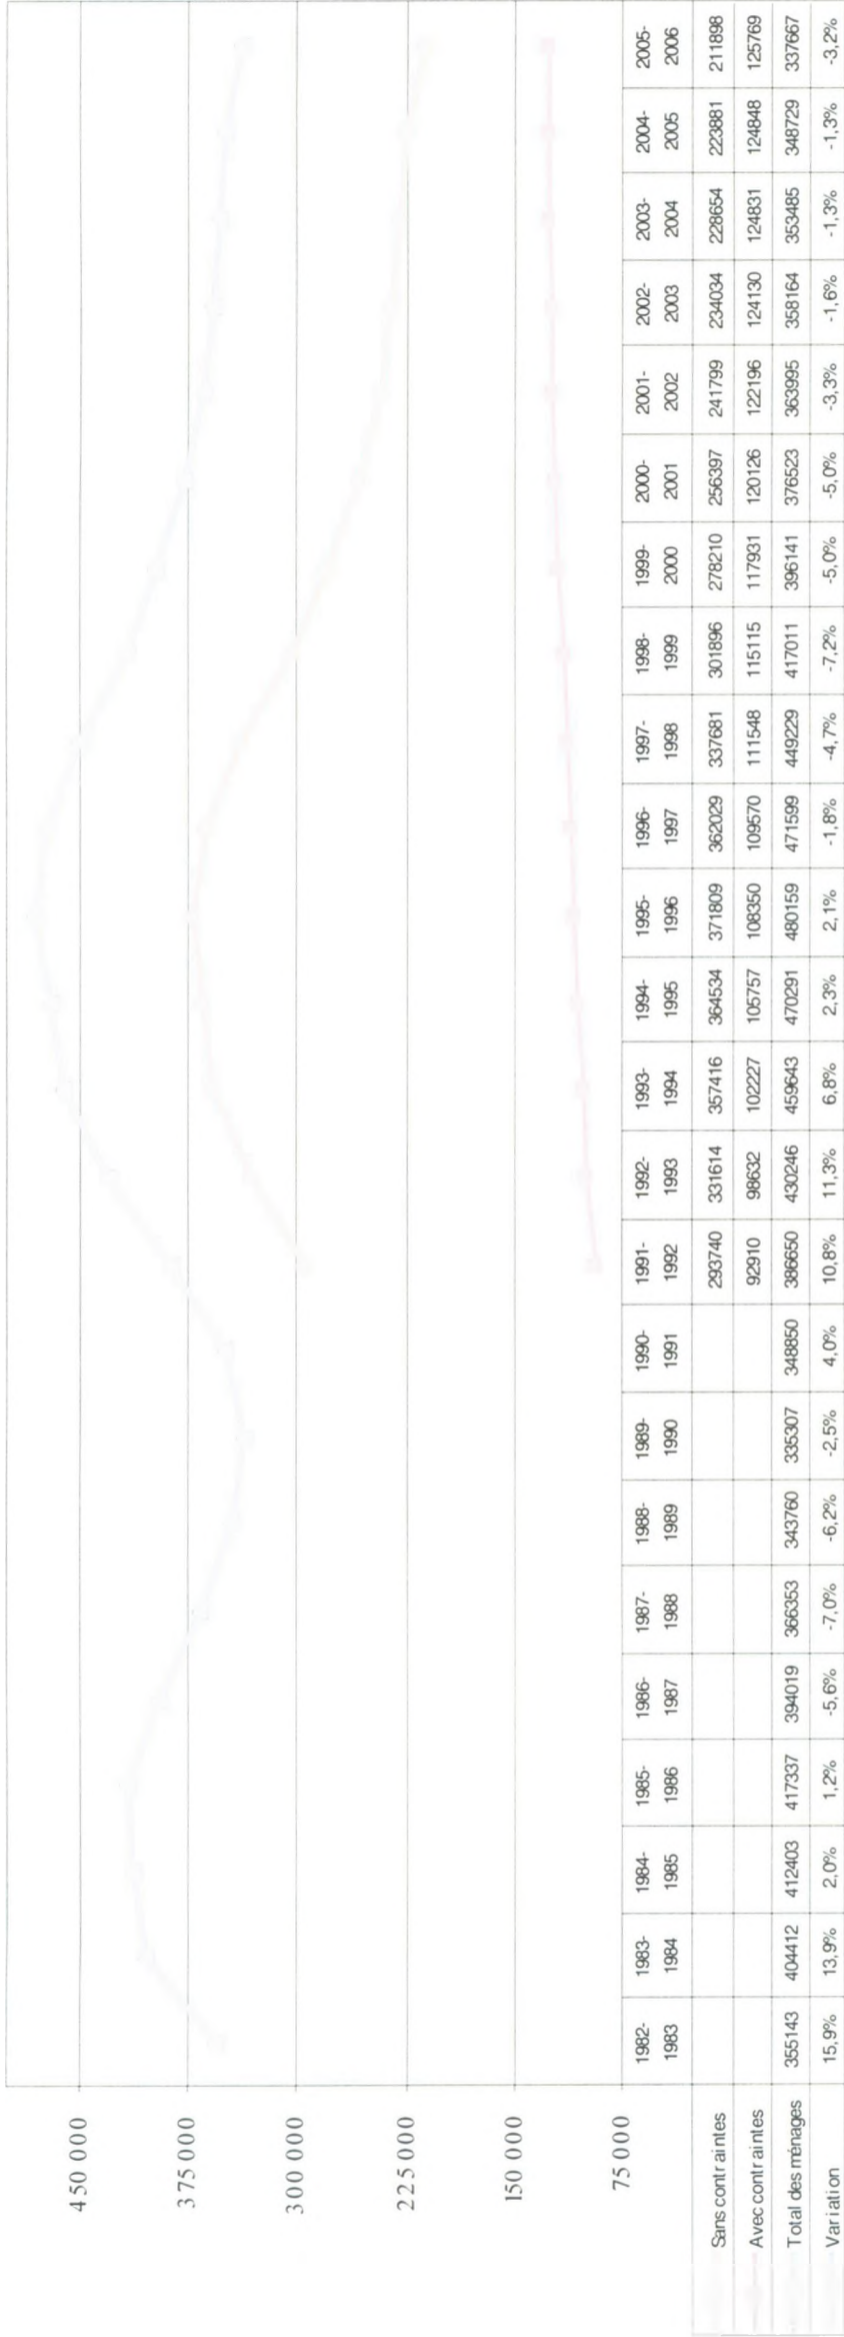 450 000
375 000
300 000
225 000
150 000
75 000
1982- 1983- 1984- 1985- 1986- 1987- 1988- 1989- 1990- 1991- 1992- 1993- 1994- 1995- 1996- 1997- 1998- 1999- 2000- 2001- 2002- 2003- 2004- 2005-
1983 1984 1985 1986 1987 1988 1989 1990 1991 1992 1993 1994 1995 1996 1997 1998 1999 2000 2001 2002 2003 2004 2005 2006
Sans contraintes 293740 331614 357416 364534 371809 362029 337681 301896 278210 256397 241799 234034 228654 223881 211898
Avec contraintes 92910 98632 102227 105757 108350 109570 111548 115115 117931 120126 122196 124130 124831 124848 125769
Total des ménages 355143 404412 412403 417337 394019 366353 343760 335307 348850 386650 430246 459643 470291 480159 471599 449229 417011 396141 376523 363995 358164 353485 348729 337667
Variation 15,9% 13,9% 2,0% 1,2% -5,6% -7,0% -6,2% -2,5% 4,0% 10,8% 11,3% 6,8% 2,3% 2,1% -1,8% -4,7% -7,2% -5,0% -5,0% -3,3% -1,6% -1,3% -1,3% -3,2%